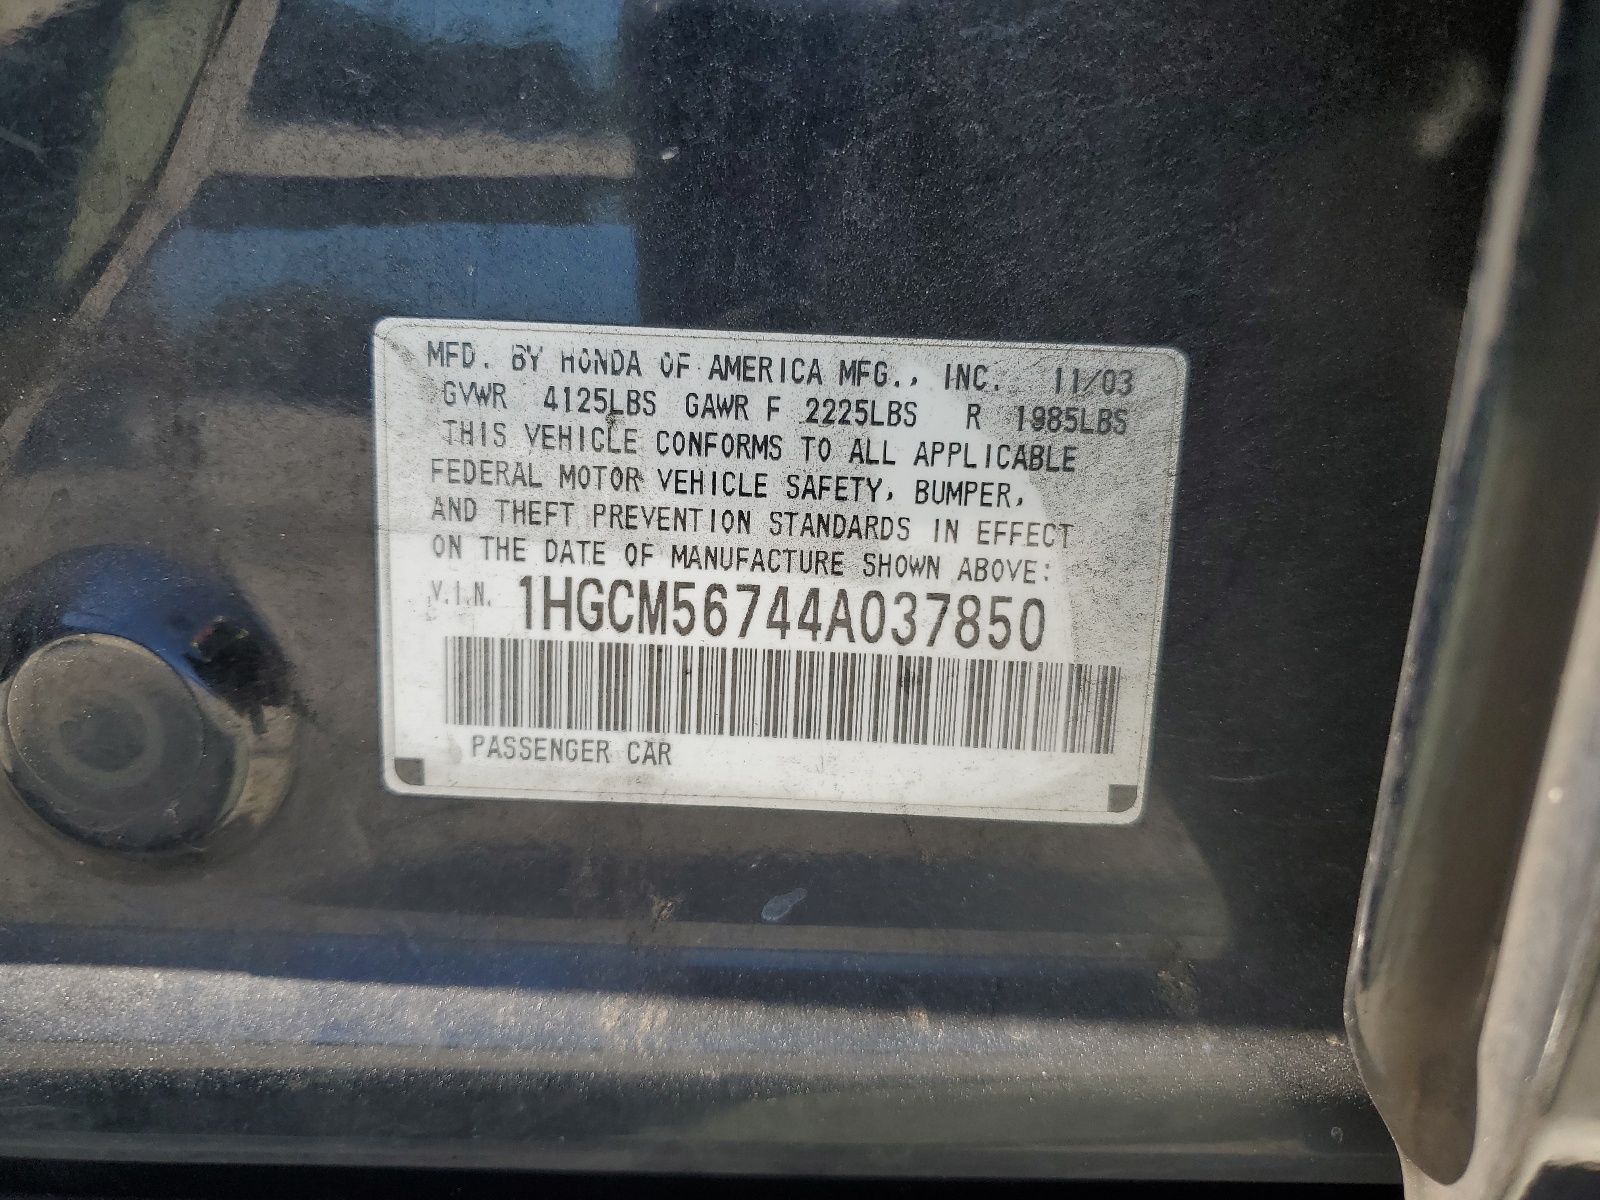 MFD. BY HONDA OF AMERICA MFG., INC. 11/03
GVWR 4125LBS GAWR F 2225LBS R 1985LBS
THIS VEHICLE CONFORMS TO ALL APPLICABLE
FEDERAL MOTOR VEHICLE SAFETY, BUMPER,
AND THEFT PREVENTION STANDARDS IN EFFECT
ON THE DATE OF MANUFACTURE SHOWN ABOVE:
V.I.N. 1HGCM56744A037850
PASSENGER CAR